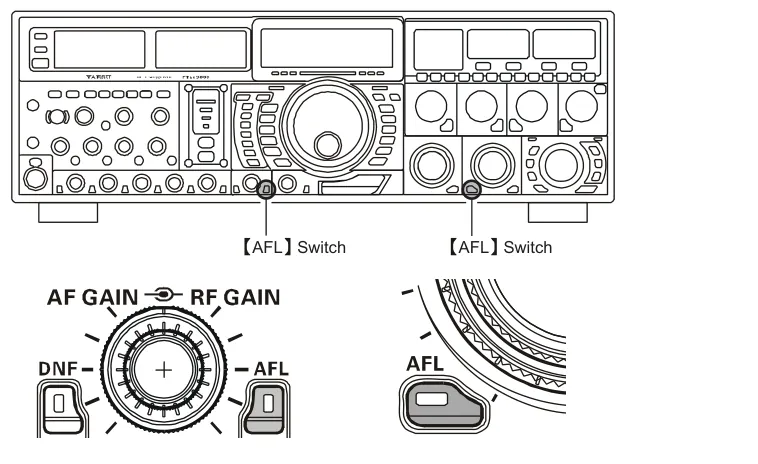 【AFL】 Switch
【AFL】 Switch
AF GAIN RF GAIN
DNF
AFL
AFL